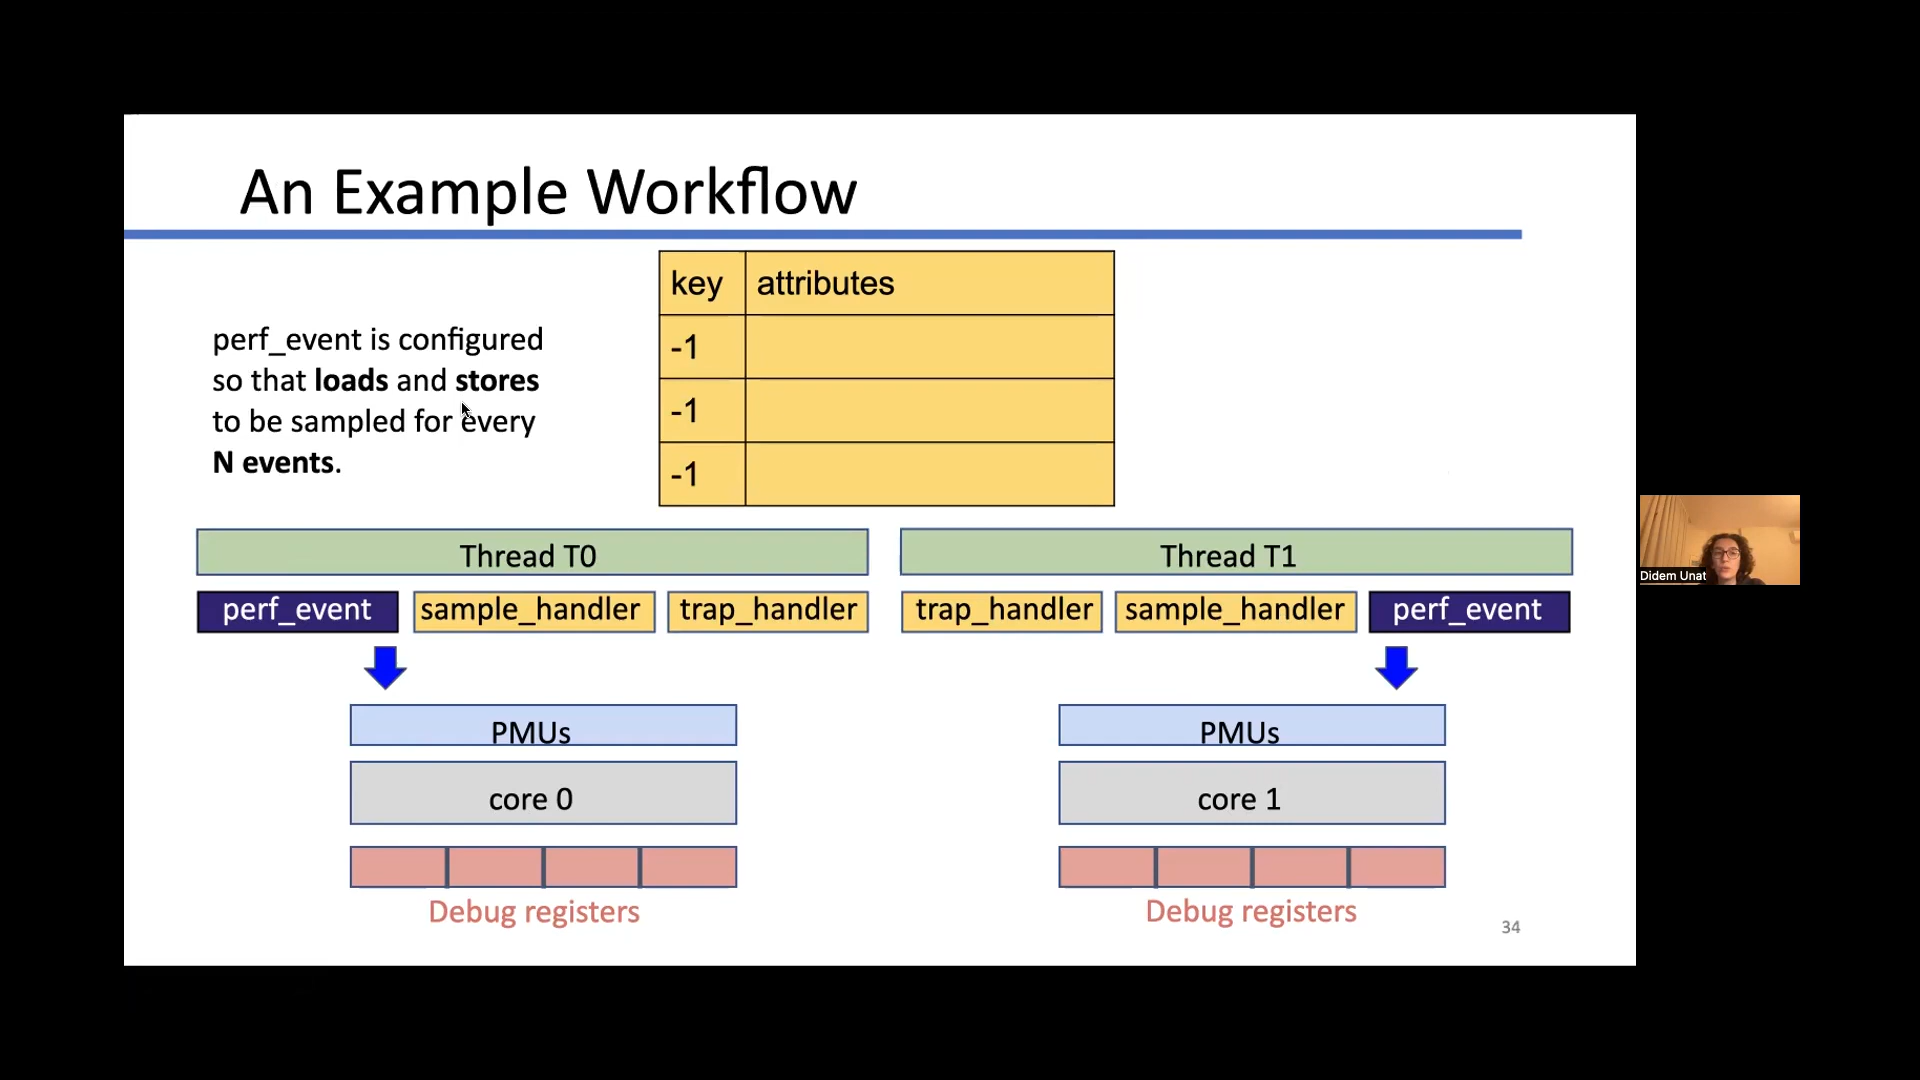 An Example Workflow
key attributes
-1
-1
-1
perf_event is configured
so that loads and stores
to be sampled for every
N events.
Thread T0
Thread T1
perf_event
sample_handler
trap_handler
trap_handler
sample_handler
perf_event
PMUs
PMUs
core 0
core 1
Debug registers
Debug registers
34
Didem Unat